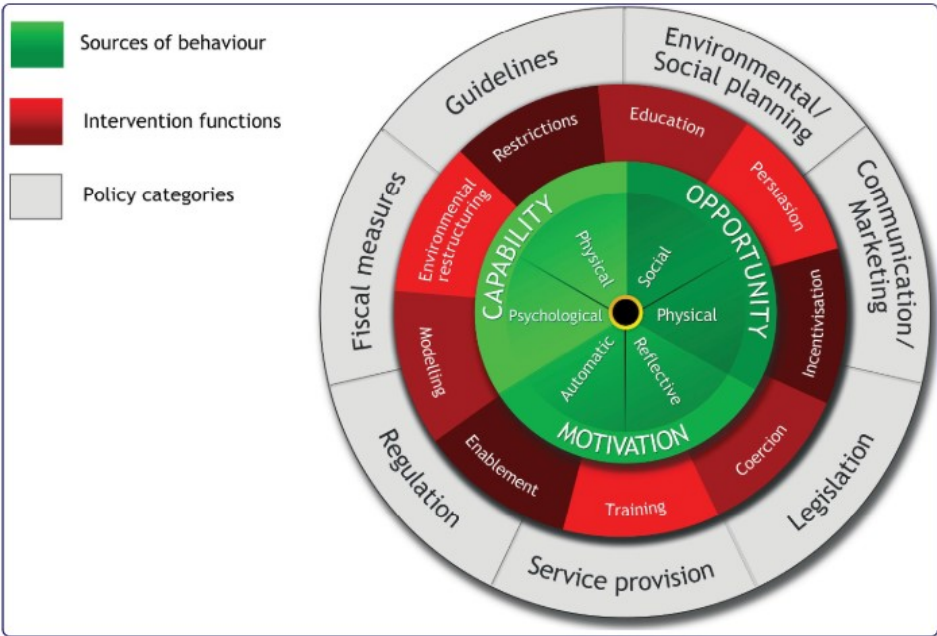 Sources of behaviour
Intervention functions
Policy categories
Environmental/
Social planning
Communication/
Marketing
Legislation
Service provision
Regulation
Fiscal measures
Guidelines
Education
Persuasion
Incentivisation
Coercion
Training
Enablement
Modelling
Environmental
restructuring
Restrictions
OPPORTUNITY
MOTIVATION
CAPABILITY
Social
Physical
Reflective
Automatic
Psychological
Physical